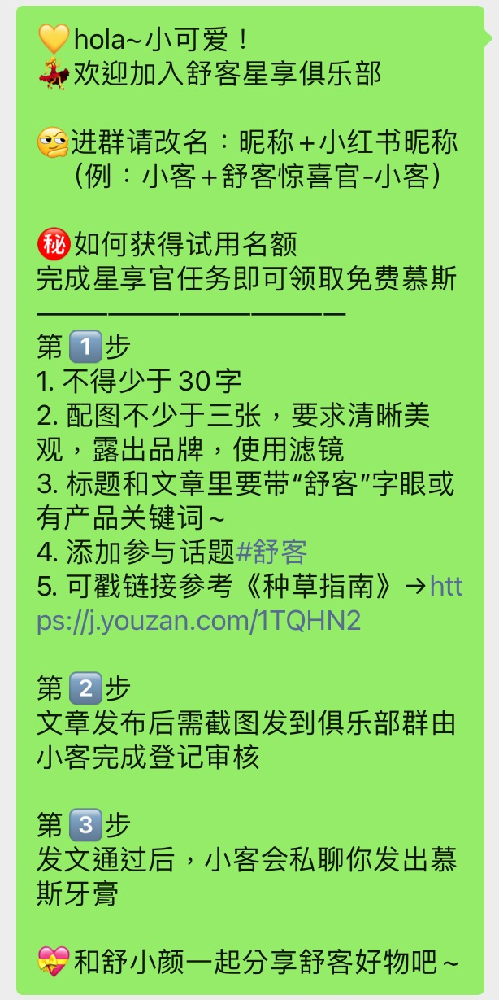 💛hola~小可爱！
💃欢迎加入舒客星享俱乐部
🤔进群请改名：昵称+小红书昵称
（例：小客+舒客惊喜官-小客）
㊙️如何获得试用名额
完成星享官任务即可领取免费慕斯
—————————————
第1️⃣步
1. 不得少于30字
2. 配图不少于三张，要求清晰美
观，露出品牌，使用滤镜
3. 标题和文章里要带“舒客”字眼或
有产品关键词~
4. 添加参与话题#舒客
5. 可戳链接参考《种草指南》→htt
ps://j.youzan.com/1TQHN2
第2️⃣步
文章发布后需截图发到俱乐部群由
小客完成登记审核
第3️⃣步
发文通过后，小客会私聊你发出慕
斯牙膏
💝和舒小颜一起分享舒客好物吧~